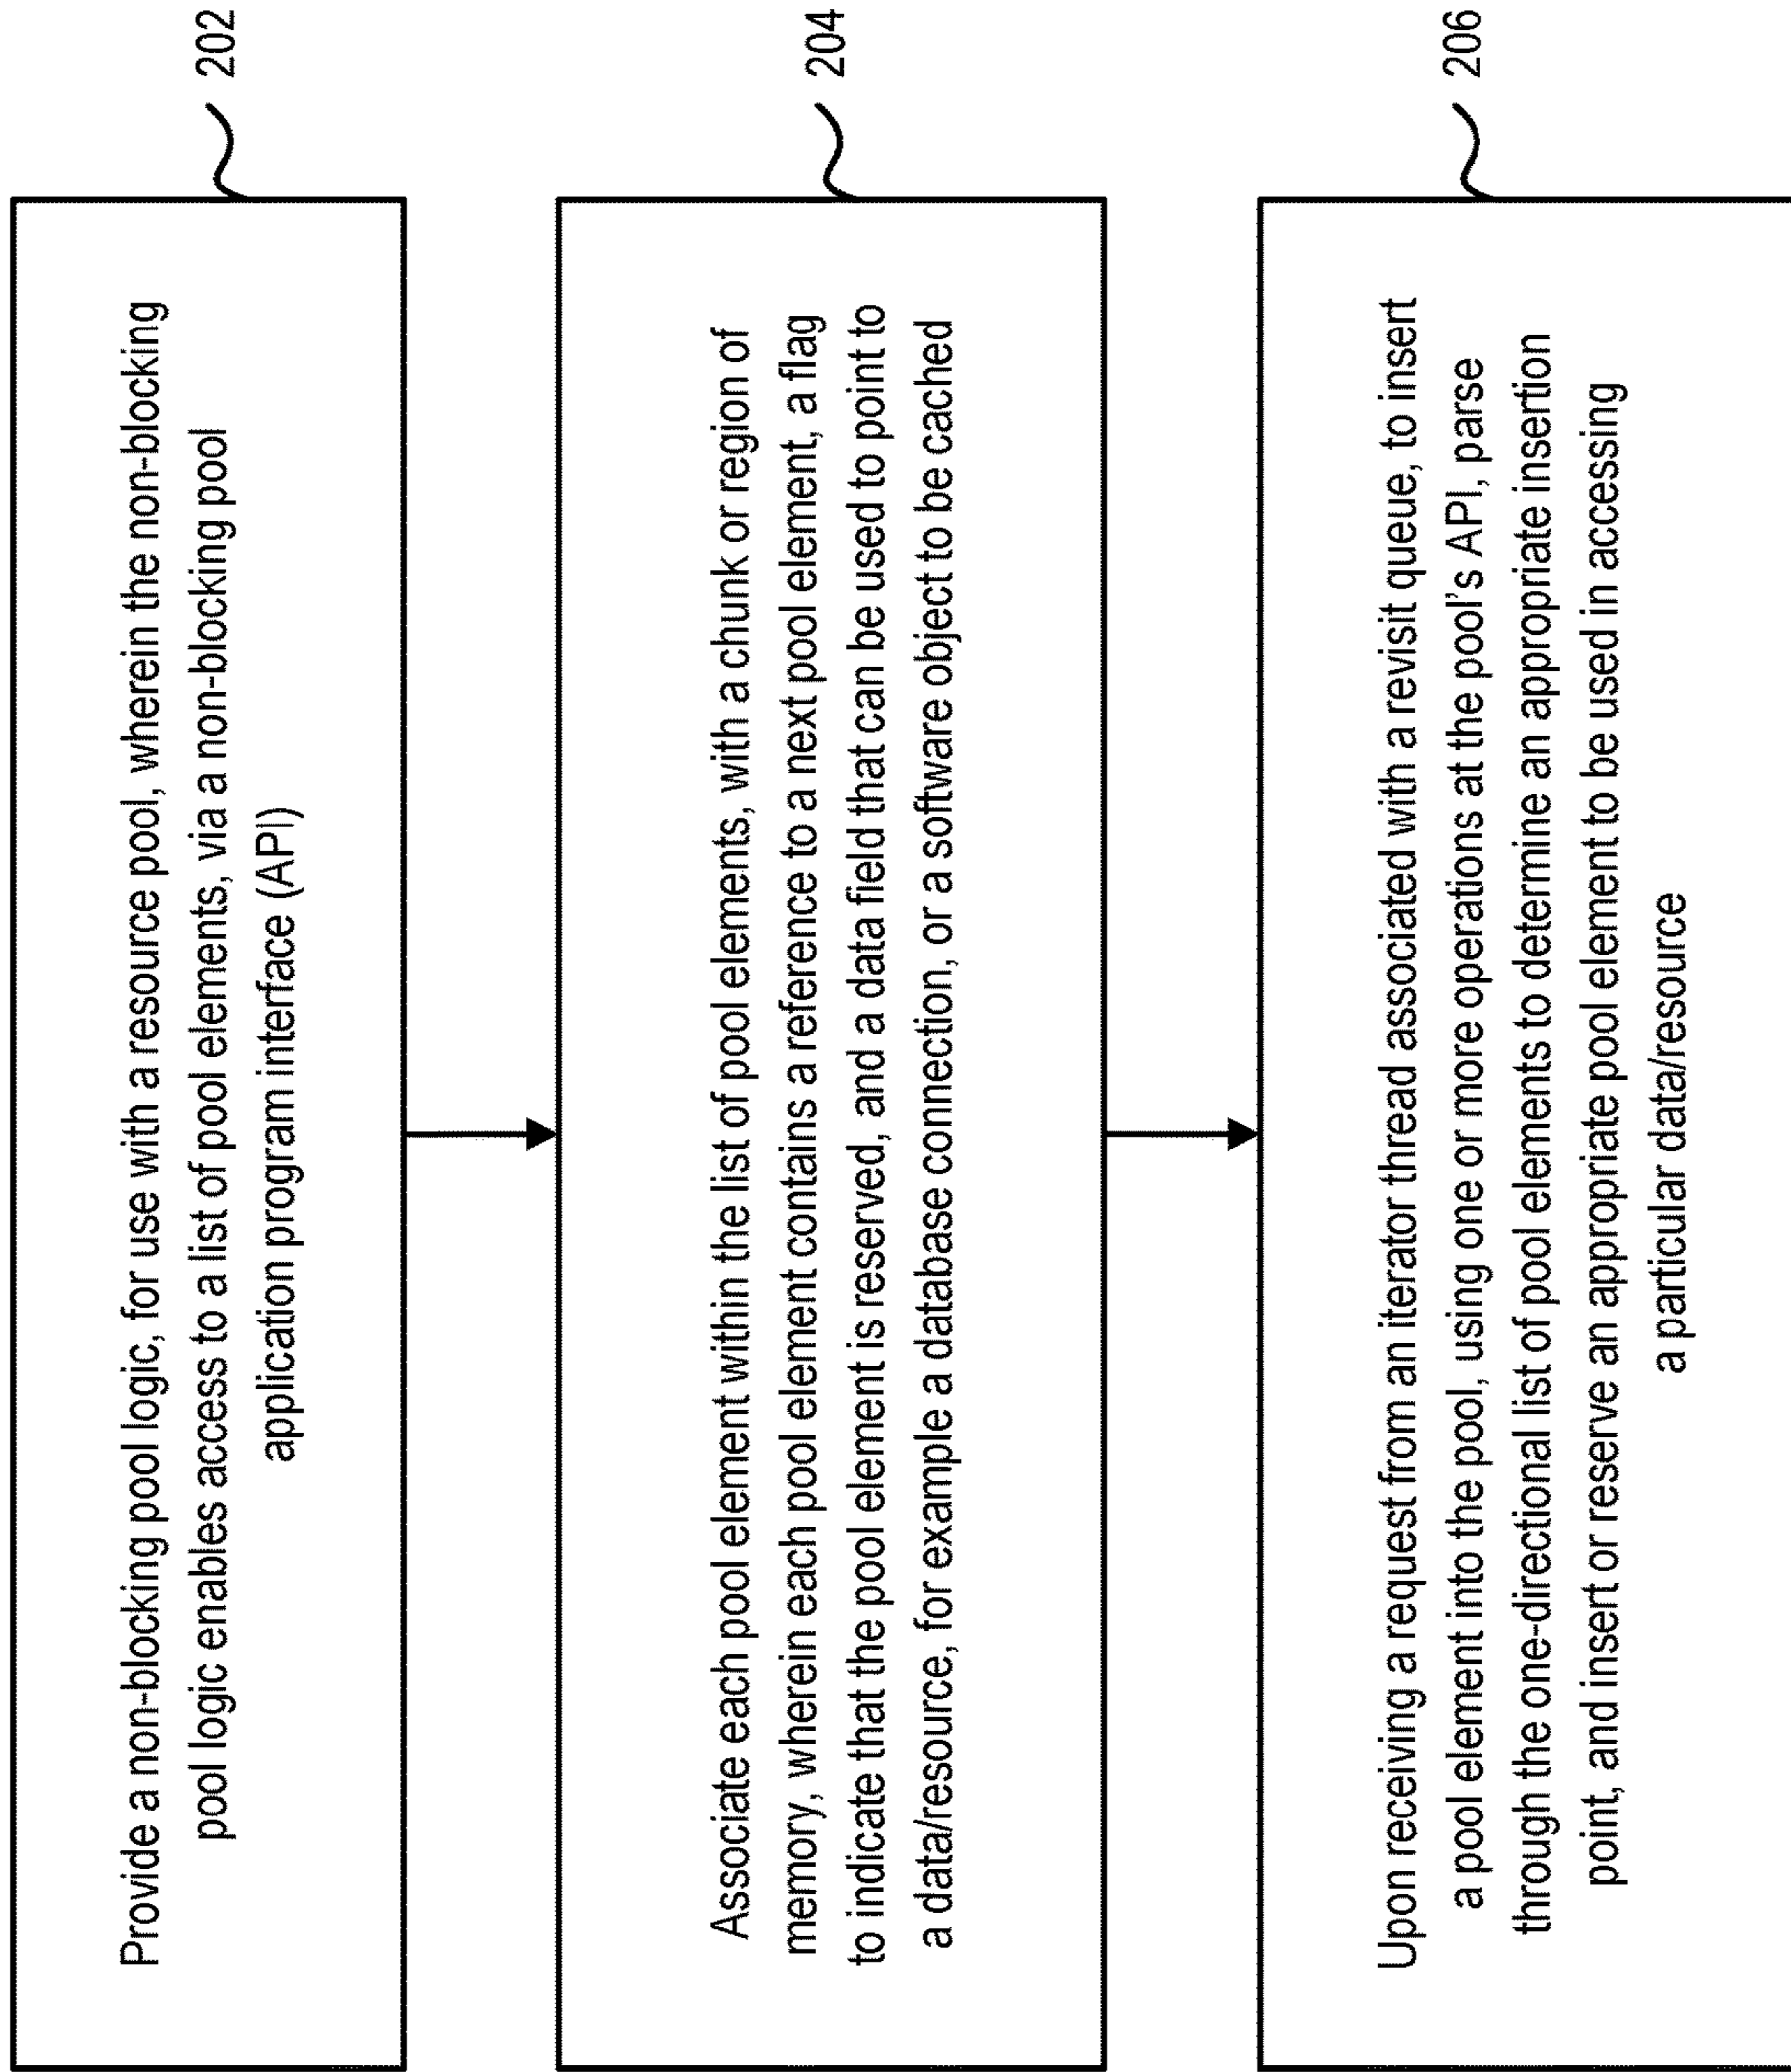 Provide a non-blocking pool logic, for use with a resource pool, wherein the non-blocking
pool logic enables access to a list of pool elements, via a non-blocking pool
application program interface (API)
202
Associate each pool element within the list of pool elements, with a chunk or region of
memory, wherein each pool element contains a reference to a next pool element, a flag
to indicate that the pool element is reserved, and a data field that can be used to point to
a data/resource, for example a database connection, or a software object to be cached
204
Upon receiving a request from an iterator thread associated with a revisit queue, to insert
a pool element into the pool, using one or more operations at the pool's API, parse
through the one-directional list of pool elements to determine an appropriate insertion
point, and insert or reserve an appropriate pool element to be used in accessing
a particular data/resource
206